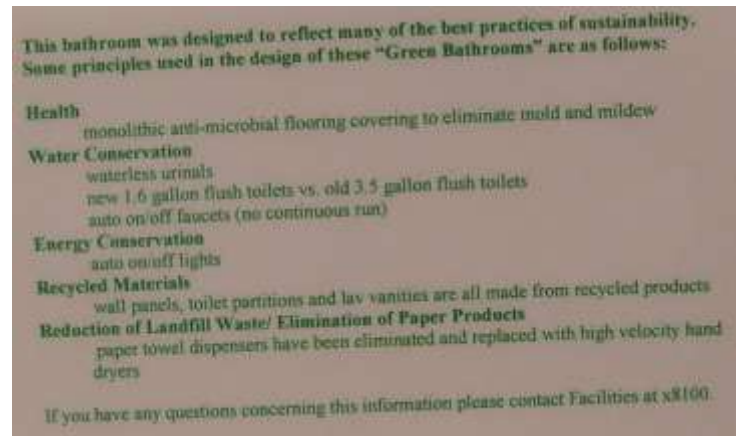 This bathroom was designed to reflect many of the best practices of sustainability.
Some principles used in the design of these “Green Bathrooms” are as follows:
Health
monolithic anti-microbial flooring covering to eliminate mold and mildew
Water Conservation
waterless urinals
new 1.6 gallon flush toilets vs. old 3.5 gallon flush toilets
auto on/off faucets (no continuous run)
Energy Conservation
auto on/off lights
Recycled Materials
wall panels, toilet partitions and lav vanities are all made from recycled products
Reduction of Landfill Waste/ Elimination of Paper Products
paper towel dispensers have been eliminated and replaced with high velocity hand
dryers
If you have any questions concerning this information please contact Facilities at x8100.